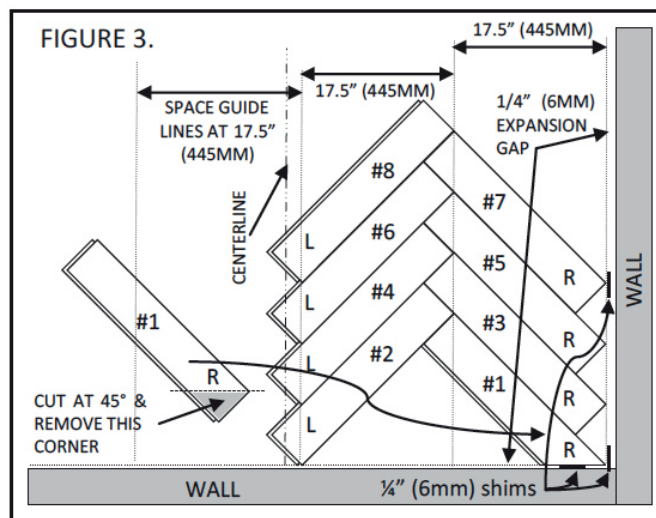 FIGURE 3.
17.5” (445MM)
SPACE GUIDE
LINES AT 17.5”
(445MM)
17.5” (445MM)
1/4” (6MM)
EXPANSION
GAP
CENTERLINE
WALL
#8
#7
#6
L
#5
R
#4
L
#3
#1
R
#2
L
#1
R
L
R
CUT AT 45° &
REMOVE THIS
CORNER
WALL
¼” (6mm) shims